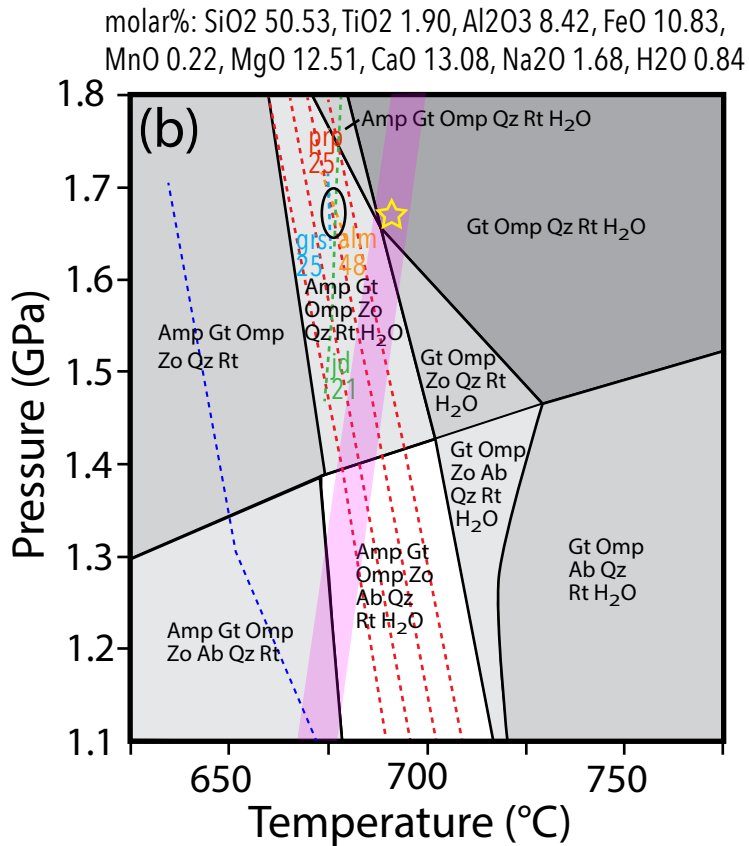 molar%: SiO2 50.53, TiO2 1.90, Al2O3 8.42, FeO 10.83,
MnO 0.22, MgO 12.51, CaO 13.08, Na2O 1.68, H2O 0.84
(b)
1.8
1.7
1.6
1.5
1.4
1.3
1.2
1.1
Pressure (GPa)
Amp Gt Omp Qz Rt H2O
prp
25
Gt Omp Qz Rt H2O
grs
25
alm
48
Amp Gt
Omp Zo
Qz Rt H2O
Amp Gt Omp
Zo Qz Rt
jd
21
Gt Omp
Zo Qz Rt
H2O
Gt Omp
Zo Ab
Qz Rt
H2O
Amp Gt
Omp Zo
Ab Qz
Rt H2O
Gt Omp
Ab Qz
Rt H2O
Amp Gt Omp
Zo Ab Qz Rt
650
700
750
Temperature (°C)